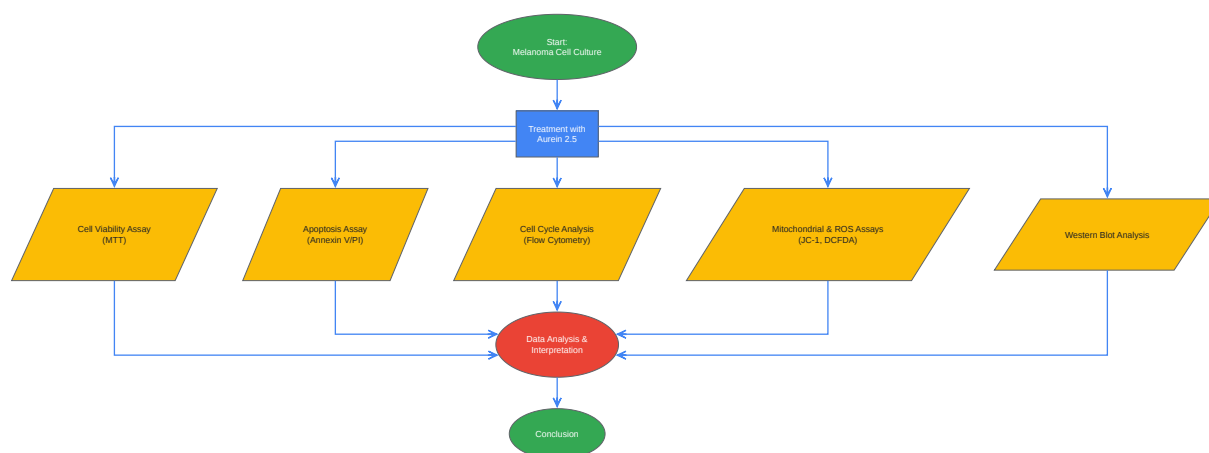 Start:
Melanoma Cell Culture
Treatment with
Aurein 2.5
Cell Viability Assay
(MTT)
Apoptosis Assay
(Annexin V/PI)
Cell Cycle Analysis
(Flow Cytometry)
Mitochondrial & ROS Assays
(JC-1, DCFDA)
Western Blot Analysis
Data Analysis &
Interpretation
Conclusion